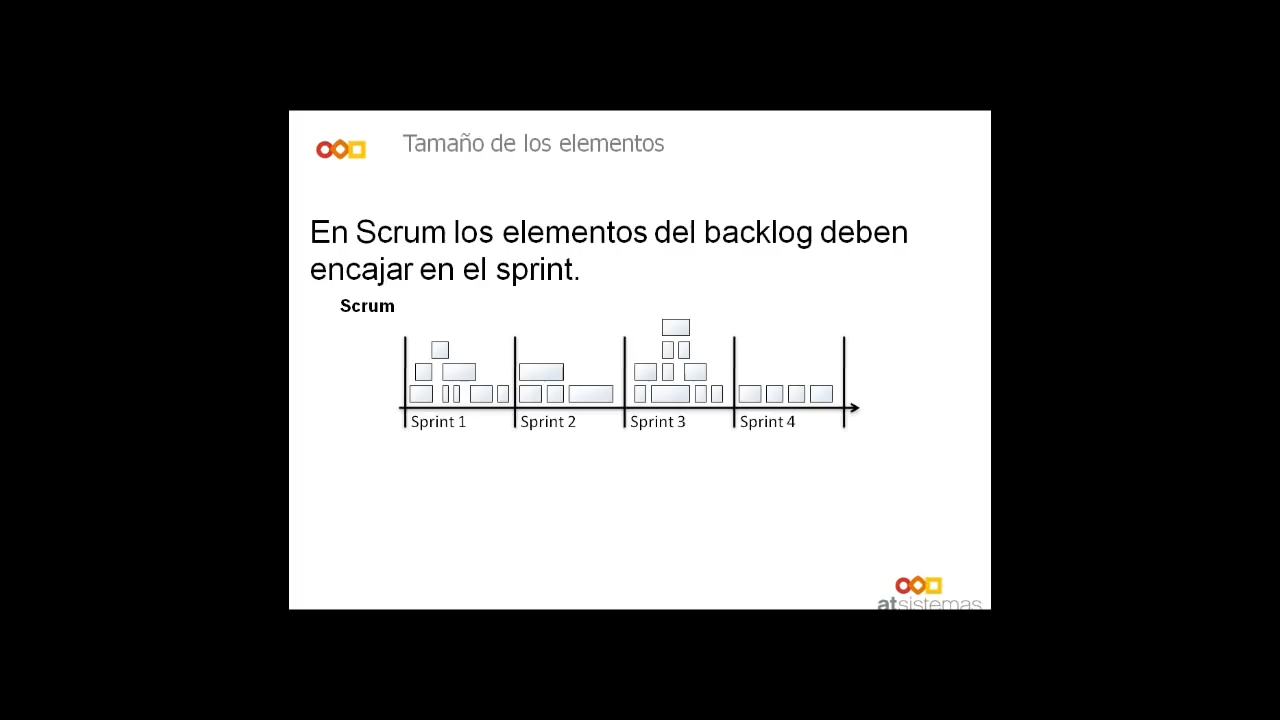 Tamaño de los elementos
En Scrum los elementos del backlog deben
encajar en el sprint.
Scrum
Sprint 1
Sprint 2
Sprint 3
Sprint 4
atsistemas